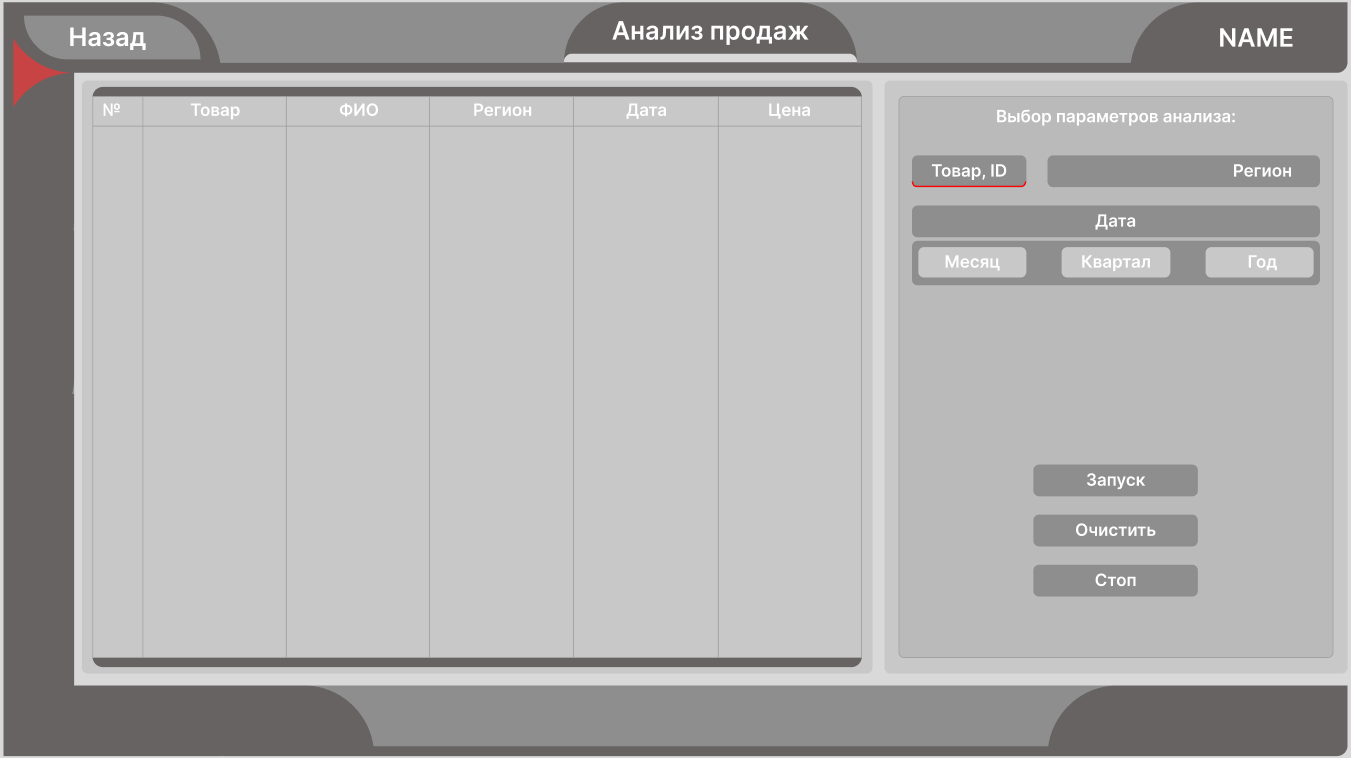 Назад
Анализ продаж
NAME
№ Товар ФИО Регион Дата Цена
Выбор параметров анализа:
Товар, ID Регион
Дата
Месяц Квартал Год
Запуск
Очистить
Стоп